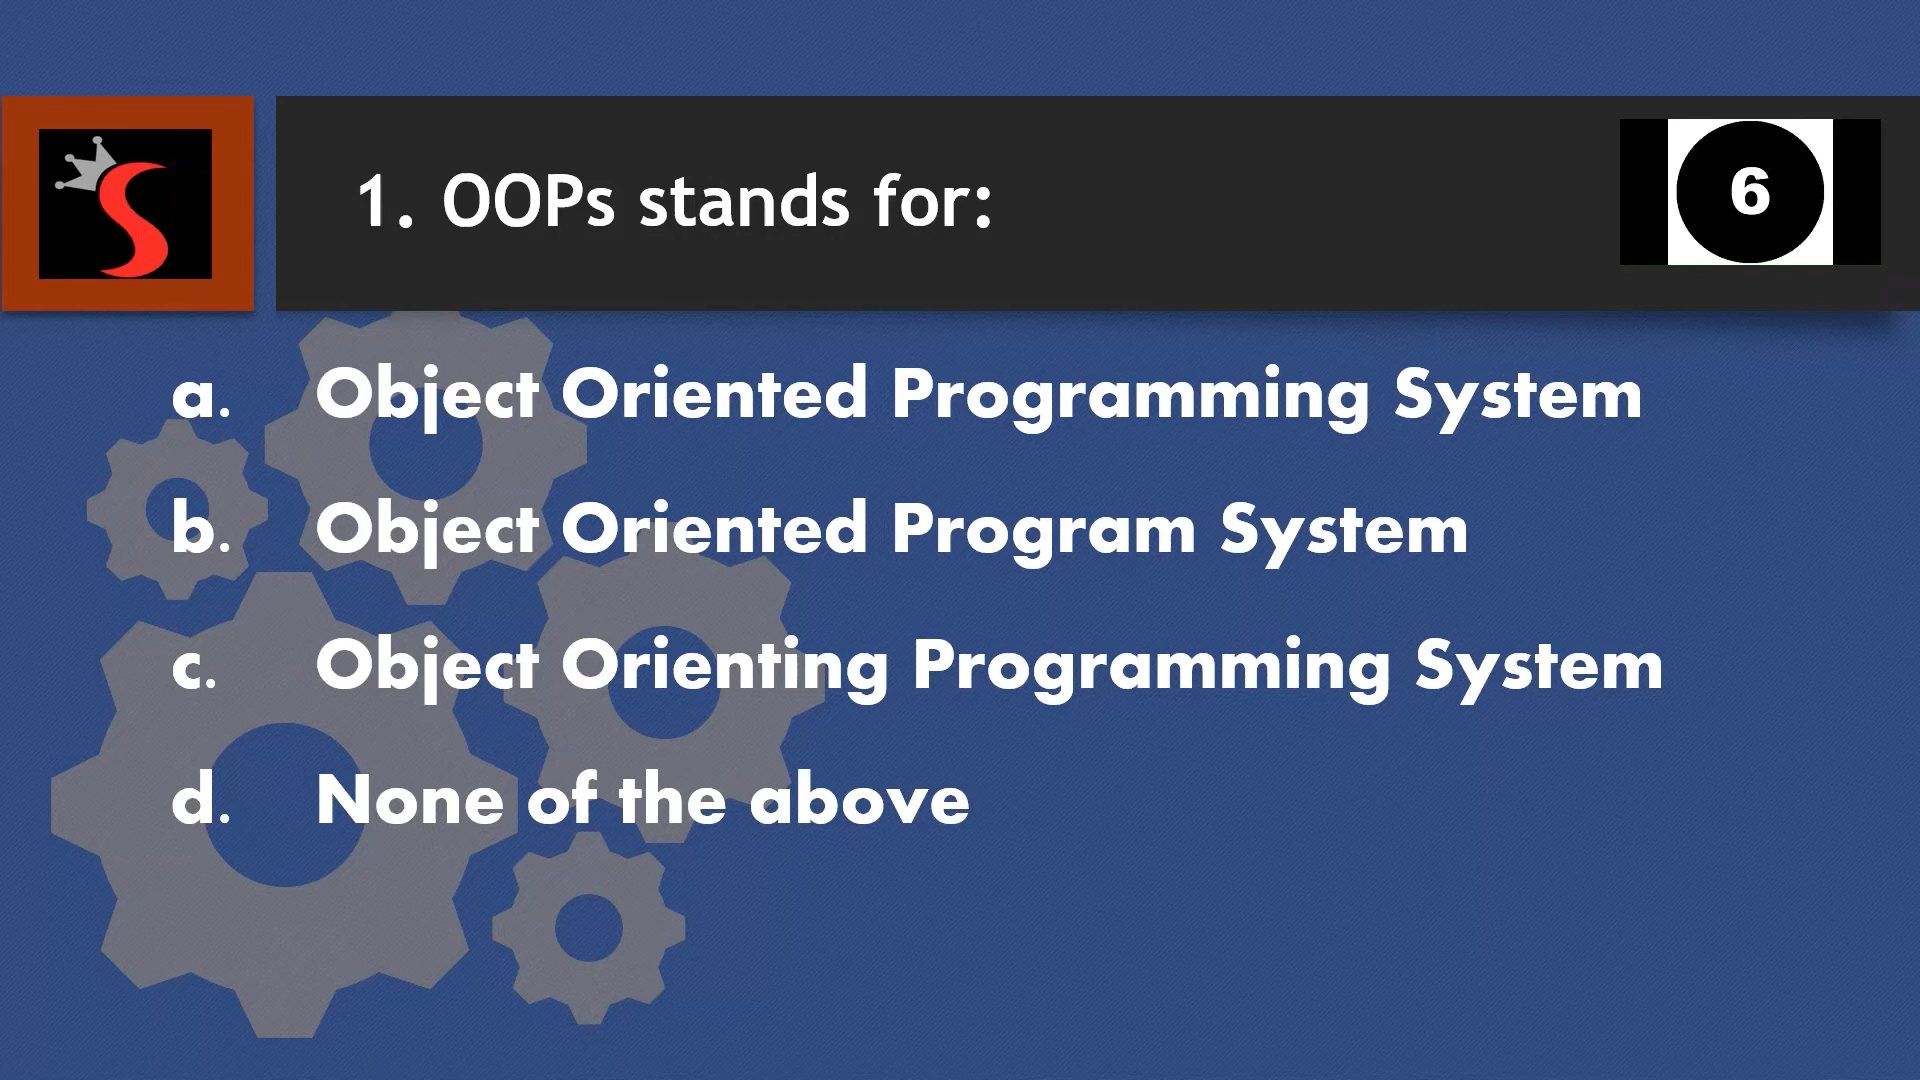 1. OOPs stands for:
6
a. Object Oriented Programming System
b. Object Oriented Program System
c. Object Orienting Programming System
d. None of the above